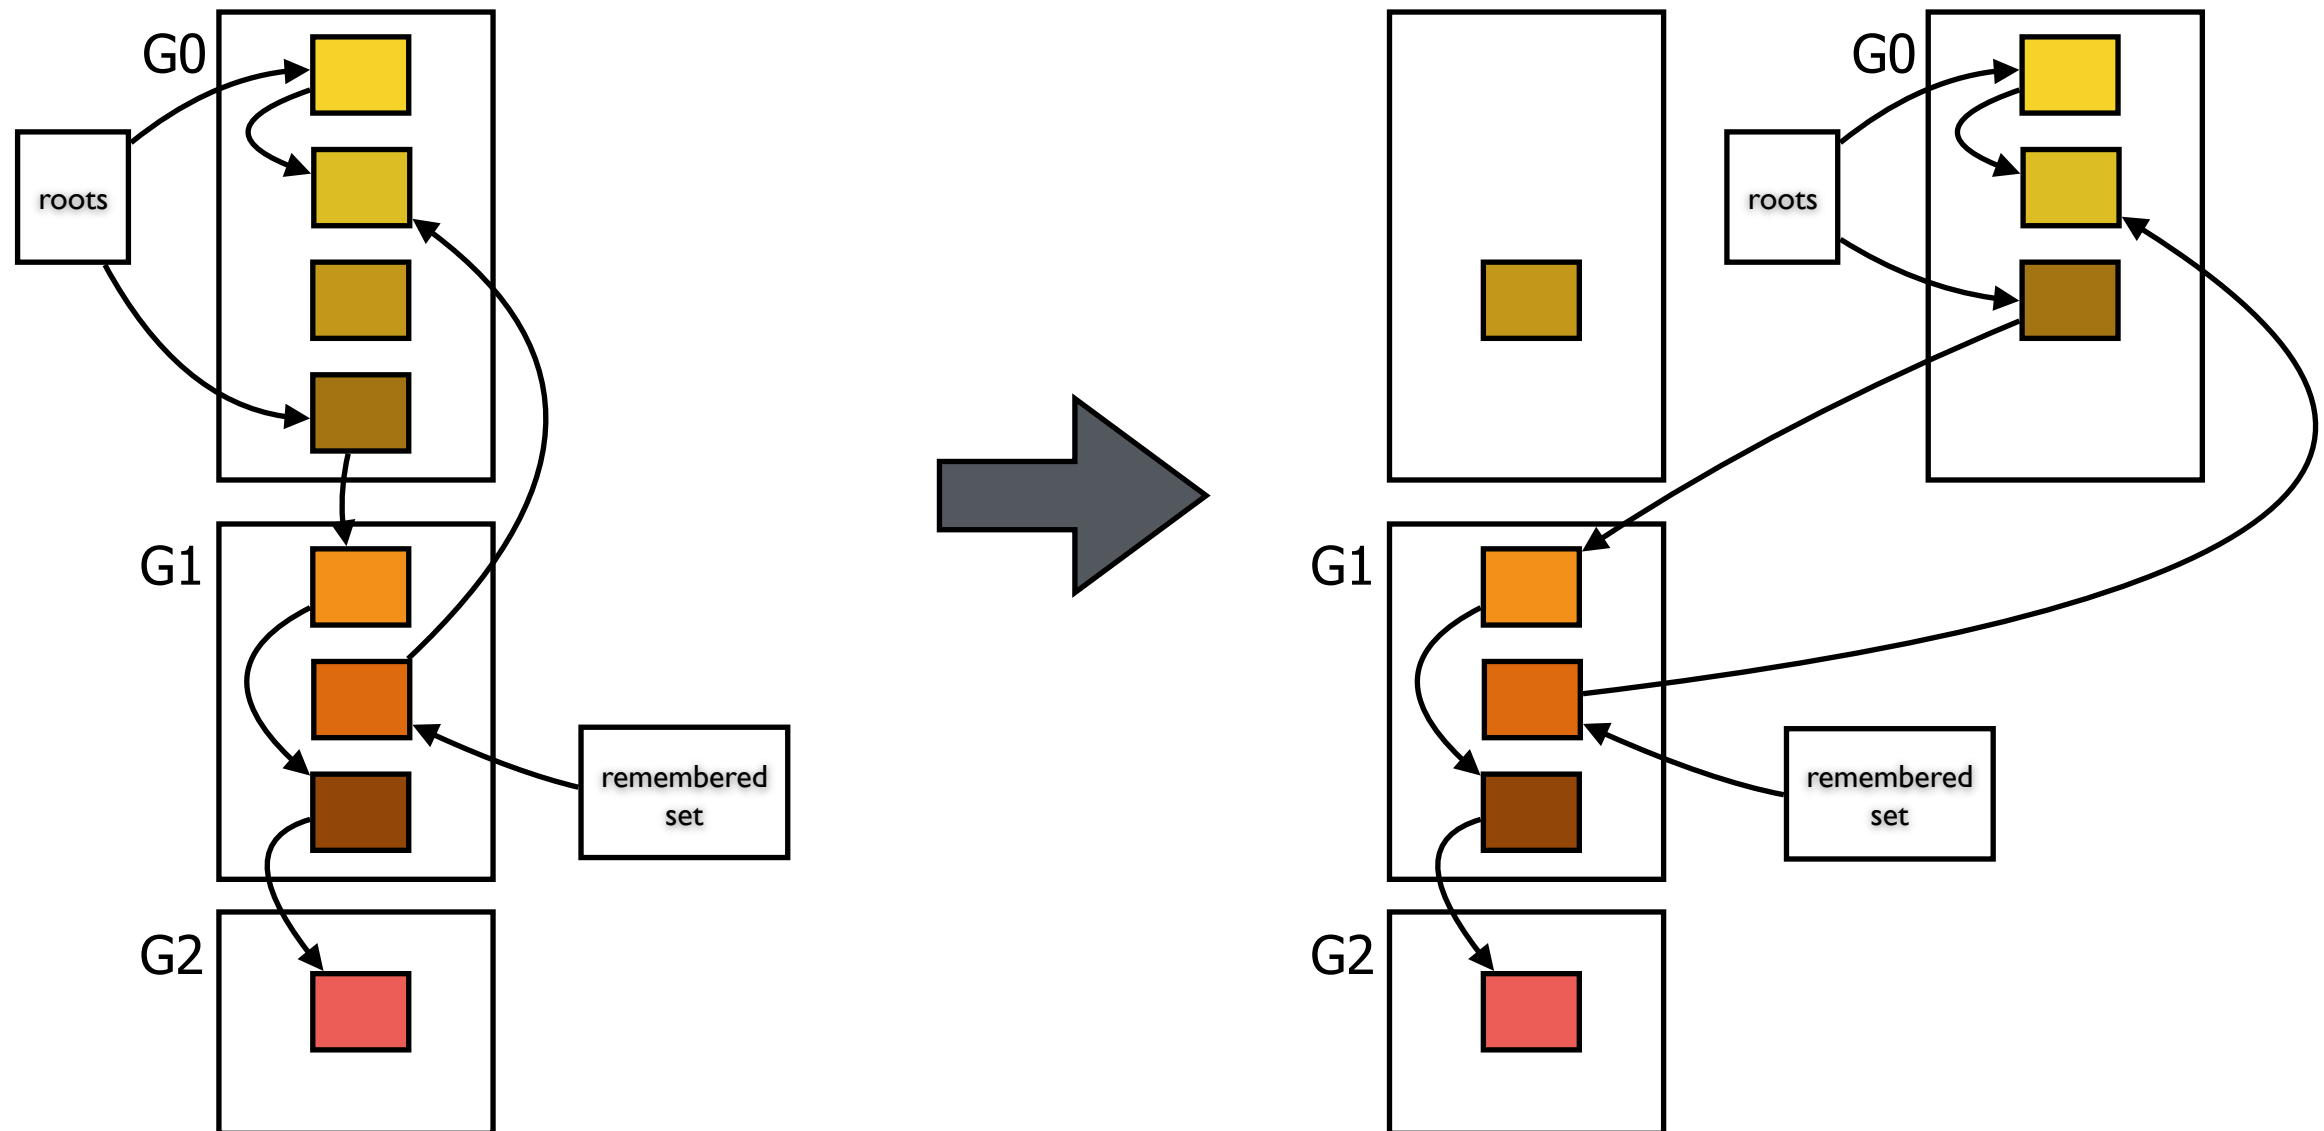 G0
roots
G1
remembered
set
G2
G0
roots
G1
remembered
set
G2